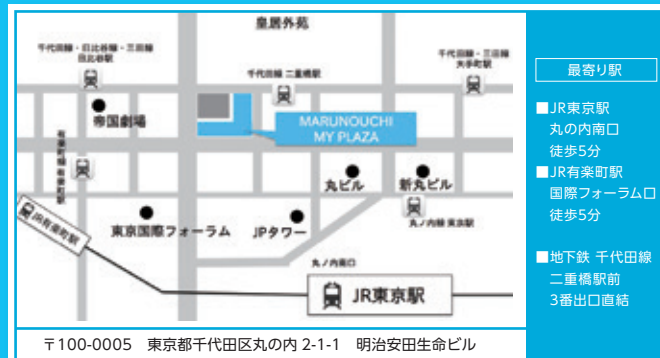 皇居外苑
千代田線・日比谷線・三田線
日比谷駅
千代田線 二重橋駅
千代田線・三田線
大手町駅
帝国劇場
MARUNOUCHI
MY PLAZA
有楽町線 有楽町駅
丸ビル
新丸ビル
丸ノ内線 東京駅
JR有楽町駅
東京国際フォーラム
JPタワー
丸ノ内南口
JR東京駅
〒100-0005 東京都千代田区丸の内 2-1-1 明治安田生命ビル
最寄り駅
■JR東京駅
丸の内南口
徒歩5分
■JR有楽町駅
国際フォーラム口
徒歩5分
■地下鉄 千代田線
二重橋駅前
3番出口直結